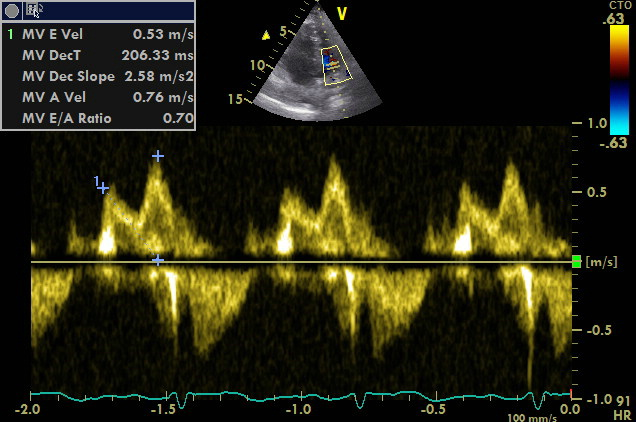 1 MV E Vel 0.53 m/s
MV DecT 206.33 ms
MV Dec Slope 2.58 m/s2
MV A Vel 0.76 m/s
MV E/A Ratio 0.70
V
5
10
15
CTO
.63
-.63
1.0
0.5
[m/s]
-0.5
-1.0
1
-2.0
-1.5
-1.0
-0.5
0.0
100 mm/s
91
HR